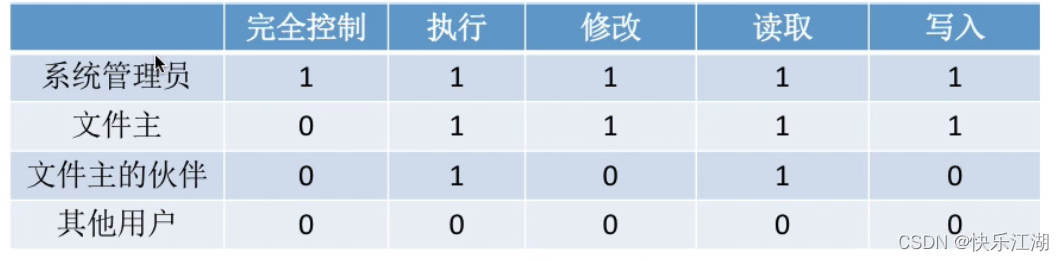 完全控制 执行 修改 读取 写入
系统管理员 1 1 1 1 1
文件主 0 1 1 1 1
文件主的伙伴 0 1 0 1 0
其他用户 0 0 0 0 0
CSDN @快乐江湖